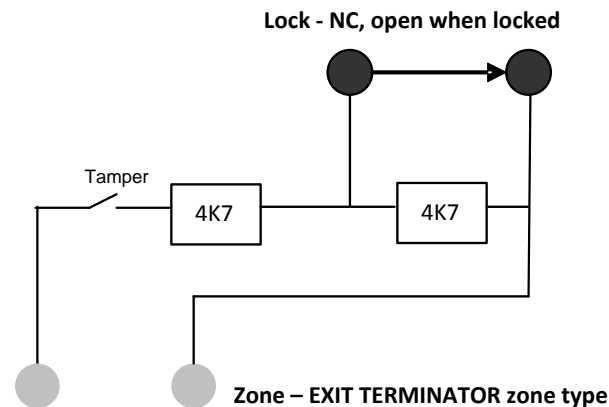 Lock - NC, open when locked
Tamper
4K7
4K7
Zone – EXIT TERMINATOR zone type